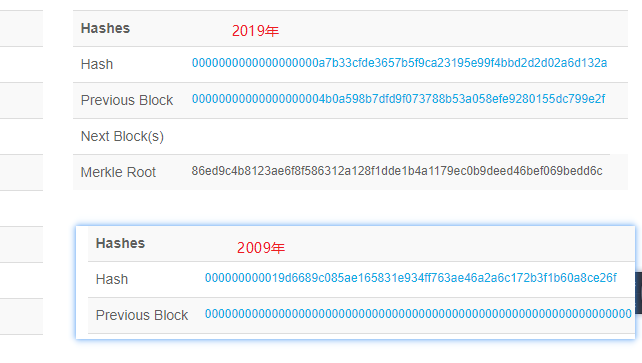 Hashes 2019年
Hash 0000000000000000000a7b33cfde3657b5f9ca23195e99f4bbd2d2d02a6d132a
Previous Block 00000000000000000004b0a598b7dfd9f073788b53a058efe9280155dc799e2f
Next Block(s)
Merkle Root 86ed9c4b8123ae6f8f586312a128f1dde1b4a1179ec0b9deed46bef069bedd6c
Hashes 2009年
Hash 000000000019d6689c085ae165831e934ff763ae46a2a6c172b3f1b60a8ce26f
Previous Block 0000000000000000000000000000000000000000000000000000000000000000